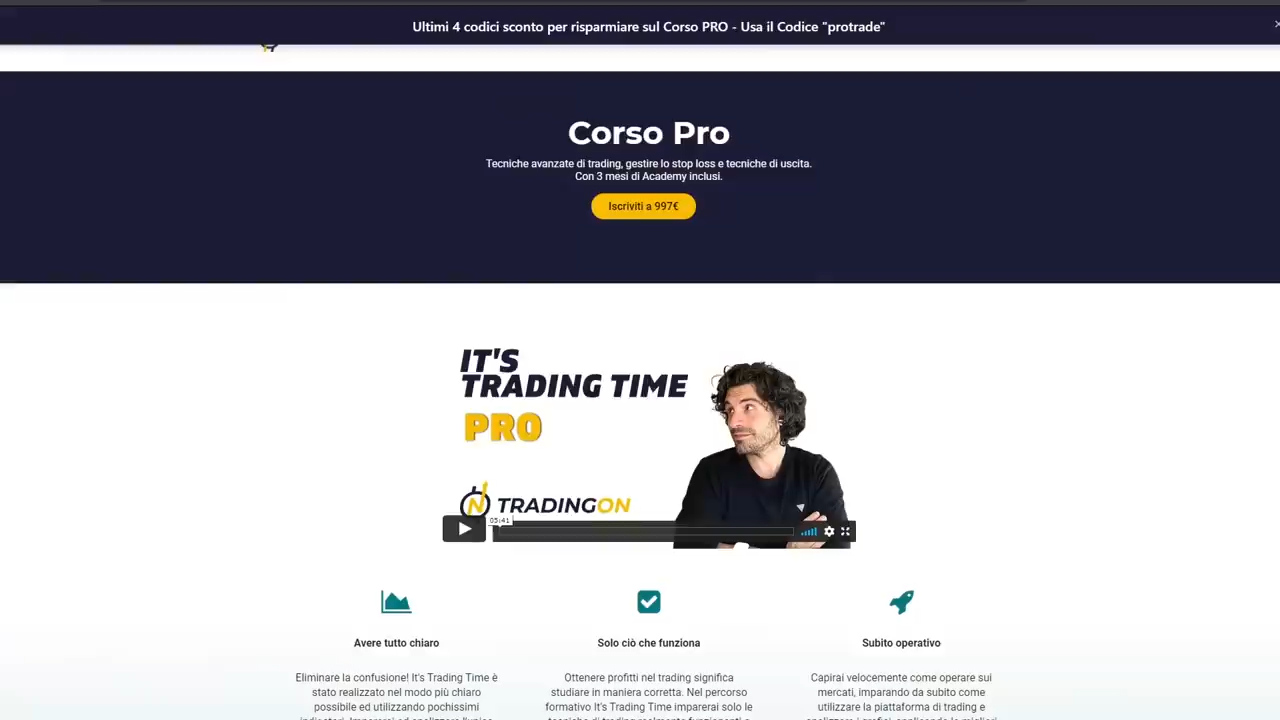 Ultimi 4 codici sconto per risparmiare sul Corso PRO - Usa il Codice "protrade"
Corso Pro
Tecniche avanzate di trading, gestire lo stop loss e tecniche di uscita.
Con 3 mesi di Academy inclusi.
Iscriviti a 997€
IT'S
TRADING TIME
PRO
TRADINGON
05:41
Avere tutto chiaro
Solo ciò che funziona
Subito operativo
Eliminare la confusione! It's Trading Time è
stato realizzato nel modo più chiaro
possibile ed utilizzando pochissimi
Ottenere profitti nel trading significa
studiare in maniera corretta. Nel percorso
formativo It's Trading Time imparerai solo le
Capirai velocemente come operare sui
mercati, imparando da subito come
utilizzare la piattaforma di trading e